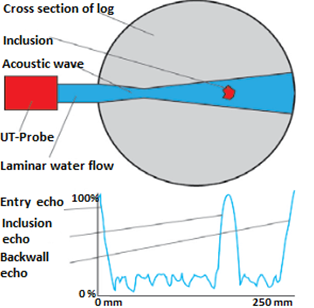 Cross section of log
Inclusion
Acoustic wave
UT-Probe
Laminar water flow
Entry echo
100%
Inclusion
echo
Backwall
echo
0 %
0 mm
250 mm